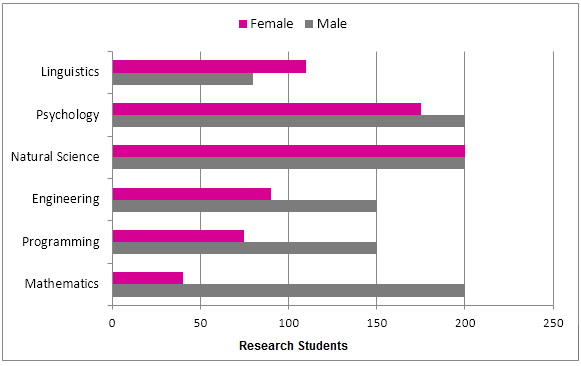 Female Male
Linguistics
Psychology
Natural Science
Engineering
Programming
Mathematics
0 50 100 150 200 250
Research Students